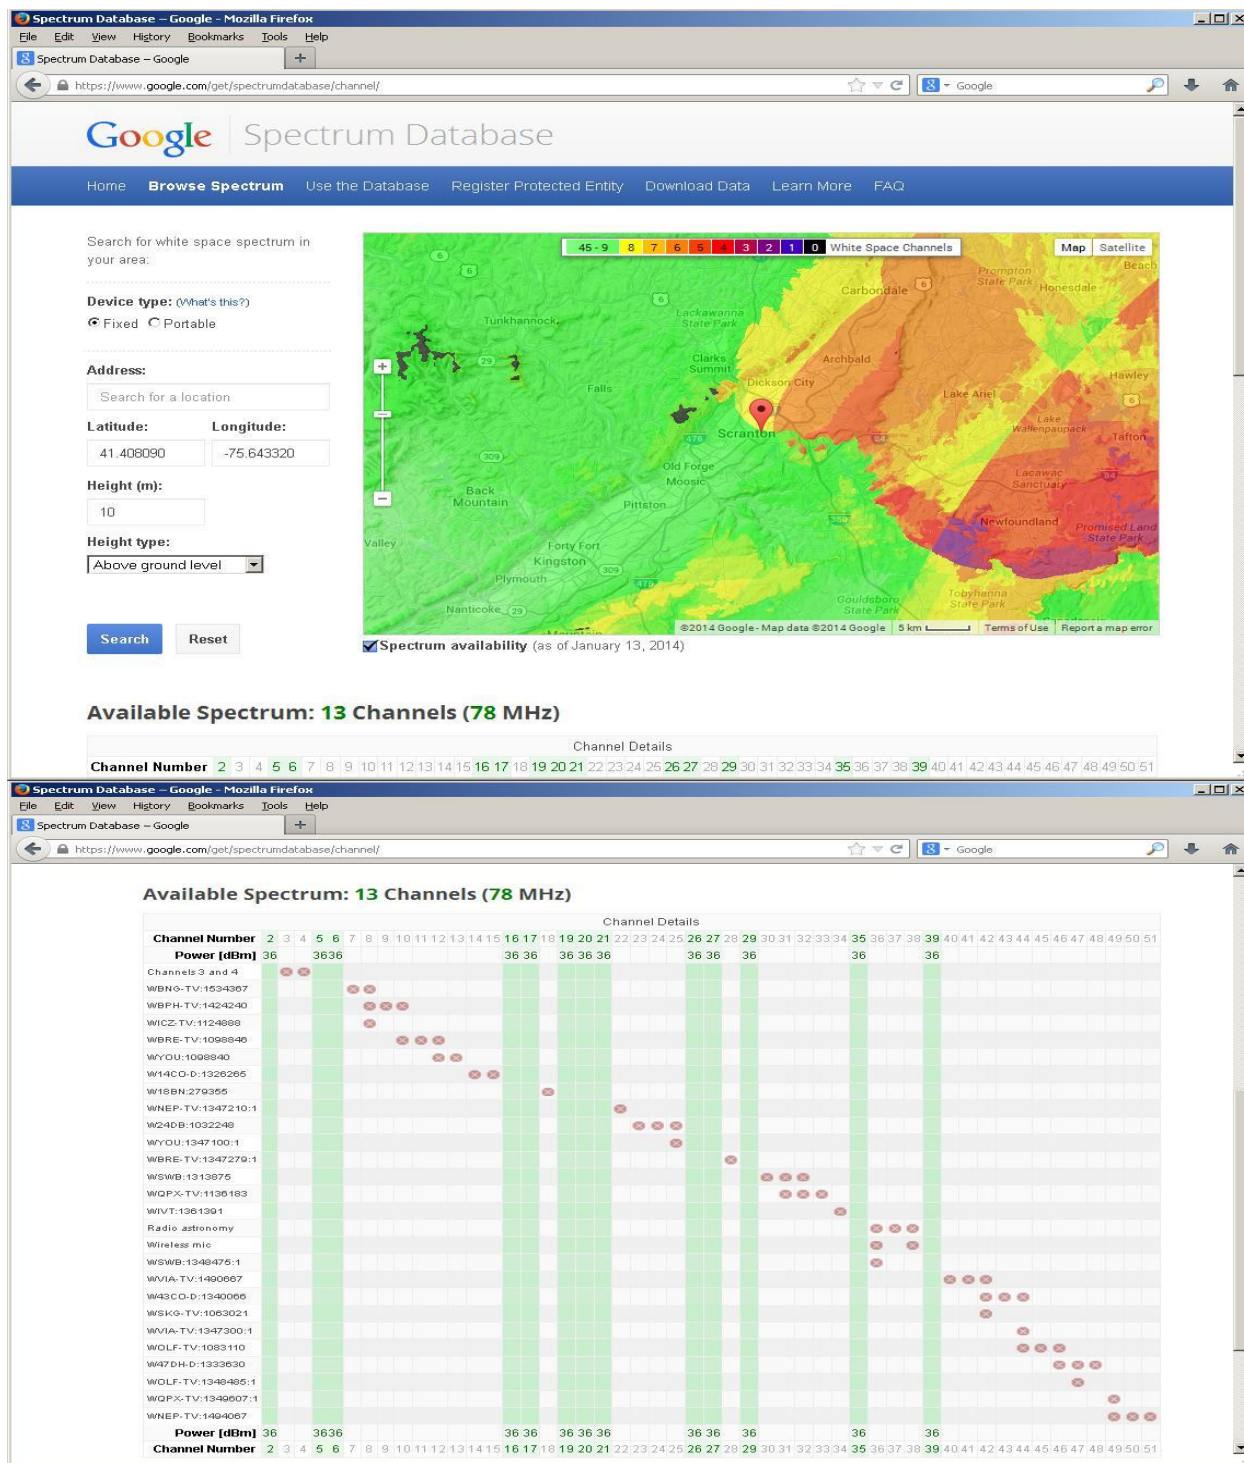 Spectrum Database – Google - Mozilla Firefox
File Edit View History Bookmarks Tools Help
Spectrum Database – Google
https://www.google.com/get/spectrumdatabase/channel/
Google
Google Spectrum Database
Home Browse Spectrum Use the Database Register Protected Entity Download Data Learn More FAQ
Search for white space spectrum in
your area:
Device type: (What's this?)
Fixed Portable
Address:
Search for a location
Latitude: Longitude:
41.408090 -75.643320
Height (m):
10
Height type:
Above ground level
Search Reset
45 - 9 8 7 6 5 4 3 2 1 0 White Space Channels
Map Satellite
Prompton
State Park
Beach
Honesdale
Carbondale
Tunkhannock
Lackawanna
State Park
Clarks
Summit
Archbald
Dickson City
Hawley
Falls
Lake Ariel
Lake
Wallenpaupack
Tafton
Scranton
Old Forge
Moosic
Lacawac
Sanctuary
Back
Mountain
Pittston
Newfoundland
Promised Land
State Park
Valley
Forty Fort
Kingston
Plymouth
Nanticoke
Gouldsboro
State Park
Tobyhanna
State Park
Mountain
©2014 Google - Map data ©2014 Google 5 km Terms of Use Report a map error
Spectrum availability (as of January 13, 2014)
Available Spectrum: 13 Channels (78 MHz)
Channel Details
Channel Number 2 3 4 5 6 7 8 9 10 11 12 13 14 15 16 17 18 19 20 21 22 23 24 25 26 27 28 29 30 31 32 33 34 35 36 37 38 39 40 41 42 43 44 45 46 47 48 49 50 51
Spectrum Database – Google - Mozilla Firefox
File Edit View History Bookmarks Tools Help
Spectrum Database – Google
https://www.google.com/get/spectrumdatabase/channel/
Google
Available Spectrum: 13 Channels (78 MHz)
Channel Details
Channel Number 2 3 4 5 6 7 8 9 10 11 12 13 14 15 16 17 18 19 20 21 22 23 24 25 26 27 28 29 30 31 32 33 34 35 36 37 38 39 40 41 42 43 44 45 46 47 48 49 50 51
Power [dBm] 36 36 36 36 36 36 36 36 36 36 36 36 36
Channels 3 and 4
WBNG-TV:1534367
WBPH-TV:1424240
WICZ-TV:1124888
WBRE-TV:1098846
WYOU:1098840
W14CO-D:1326265
W18BN:279355
WNEP-TV:1347210:1
W24DB:1032248
WYOU:1347100:1
WBRE-TV:1347279:1
WSWB:1313875
WQPX-TV:1136183
WIVT:1361391
Radio astronomy
Wireless mic
WSWB:1348475:1
WVIA-TV:1490667
W43CO-D:1340066
WSKG-TV:1063021
WVIA-TV:1347300:1
WOLF-TV:1083110
W47DH-D:1333630
WOLF-TV:1348485:1
WQPX-TV:1349607:1
WNEP-TV:1494067
Power [dBm] 36 36 36 36 36 36 36 36 36 36 36 36 36
Channel Number 2 3 4 5 6 7 8 9 10 11 12 13 14 15 16 17 18 19 20 21 22 23 24 25 26 27 28 29 30 31 32 33 34 35 36 37 38 39 40 41 42 43 44 45 46 47 48 49 50 51